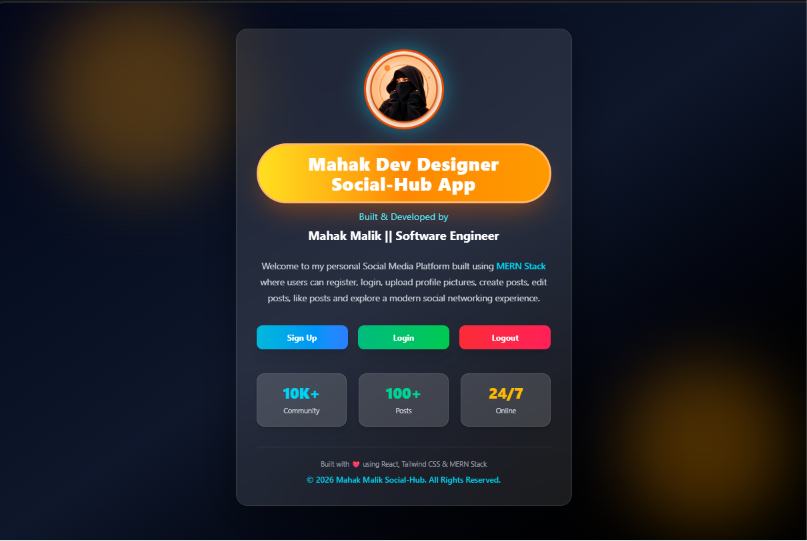 Mahak Dev Designer
Social-Hub App
Built & Developed by
Mahak Malik || Software Engineer
Welcome to my personal Social Media Platform built using MERN Stack
where users can register, login, upload profile pictures, create posts, edit
posts, like posts and explore a modern social networking experience.
Sign Up
Login
Logout
10K+
100+
24/7
Community
Posts
Online
Built with ❤️ using React, Tailwind CSS & MERN Stack
© 2026 Mahak Malik Social-Hub. All Rights Reserved.